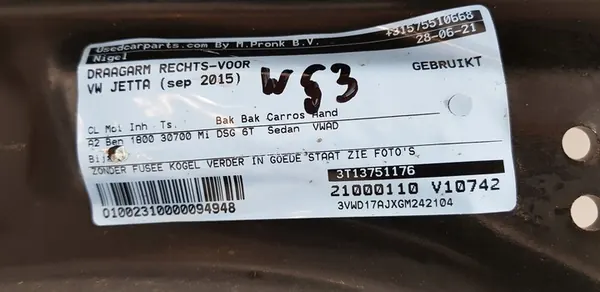 Usedcarparts.com By M.Pronk B.V. +31575510668
Nigel 28-06-21
DRAAGARM RECHTS-VOOR GEBRUIKT
VW JETTA (sep 2015)
CL Mol Inh. Ts. Bak Bak Carros Hand
A2 Ben 1800 30700 Mi DSG 6T Sedan VWAD
ZONDER FUSEE KOGEL VERDER IN GOEDE STAAT ZIE FOTO'S
3T13751176
21000110 V10742
01002310000094948 3VWD17AJXGM242104